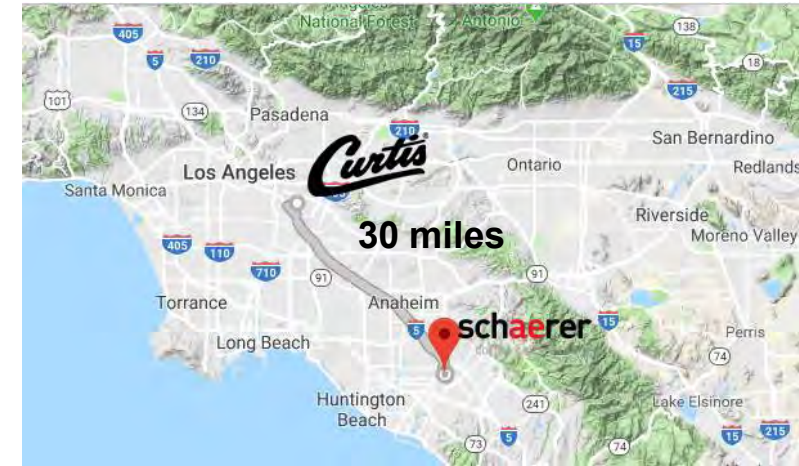 Angeles
National Forest
Antonio
405
5
210
15
138
18
101
134
Pasadena
210
215
San Bernardino
Los Angeles
Curtis
Ontario
Redlands
Santa Monica
30 miles
Riverside
Moreno Valley
405
110
710
91
91
Torrance
Anaheim
5
schaerer
15
Perris
Long Beach
74
Huntington
Beach
241
Lake Elsinore
73
5
74
15
215